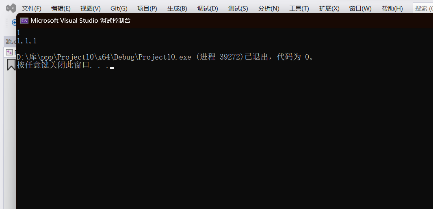 文件(F) 编辑(E) 视图(V) Git(G) 项目(P) 生成(B) 调试(D) 测试(S) 分析(N) 工具(T) 扩展(X) 窗口(W) 帮助(H)
Microsoft Visual Studio 调试控制台
1
1,1,1
D:\库\cpp\Project10\x64\Debug\Project10.exe (进程 39272)已退出，代码为 0。
按任意键关闭此窗口. . .